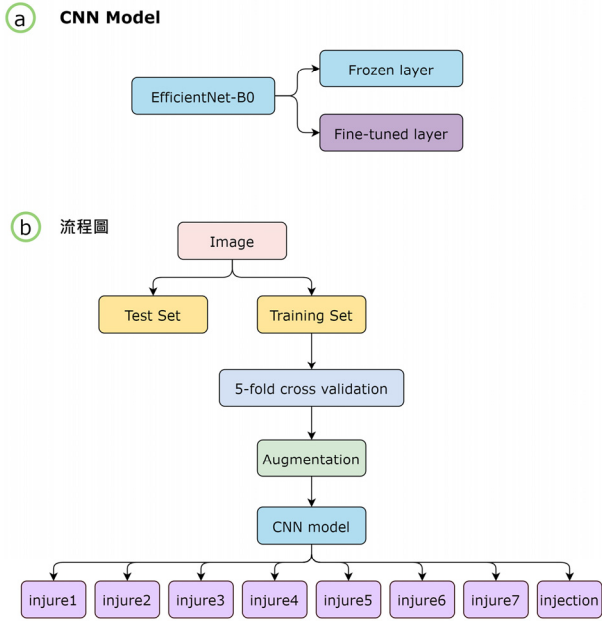 a CNN Model
EfficientNet-B0
Frozen layer
Fine-tuned layer
b 流程圖
Image
Test Set
Training Set
5-fold cross validation
Augmentation
CNN model
injure1 injure2 injure3 injure4 injure5 injure6 injure7 injection